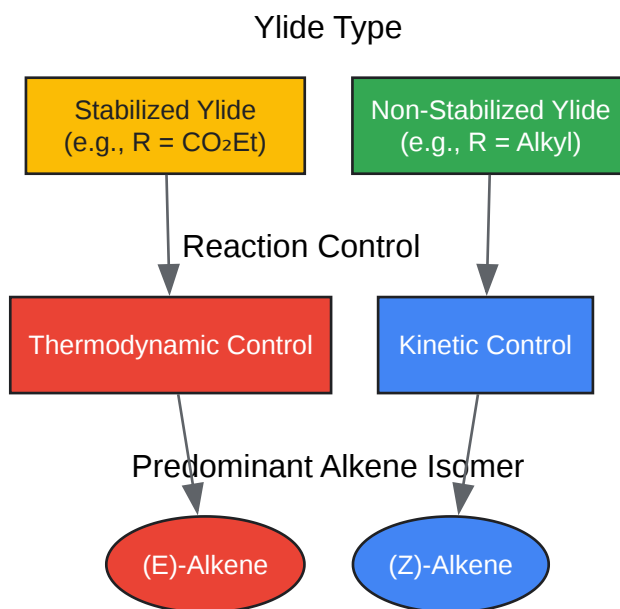 Ylide Type
Stabilized Ylide
(e.g., R = CO₂Et)
Non-Stabilized Ylide
(e.g., R = Alkyl)
Reaction Control
Thermodynamic Control
Kinetic Control
Predominant Alkene Isomer
(E)-Alkene
(Z)-Alkene